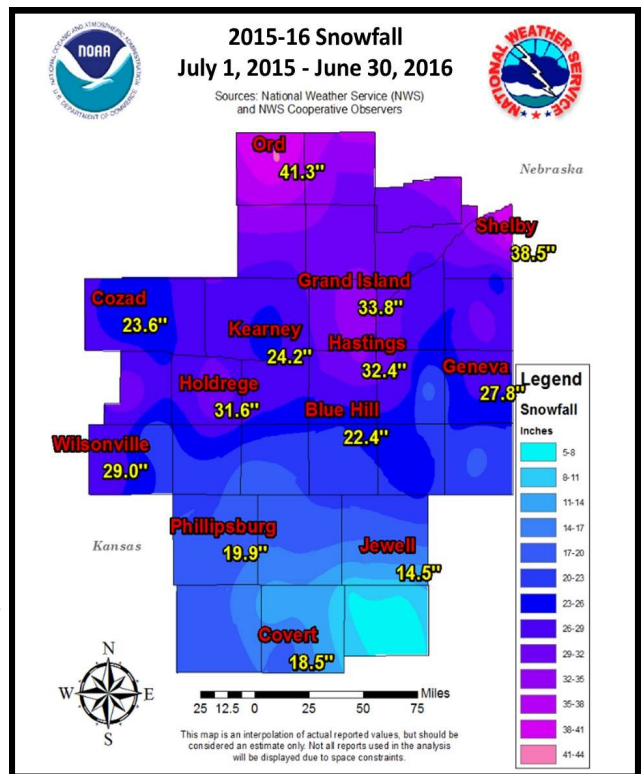 2015-16 Snowfall
July 1, 2015 - June 30, 2016
Sources: National Weather Service (NWS)
and NWS Cooperative Observers
NATIONAL OCEANIC AND ATMOSPHERIC ADMINISTRATION
NOAA
U.S. DEPARTMENT OF COMMERCE
NATIONAL WEATHER SERVICE
Nebraska
Ord
41.3"
Shelby
38.5"
Grand Island
33.8"
Cozad
23.6"
Kearney
24.2"
Hastings
32.4"
Geneva
27.8"
Holdrege
31.6"
Blue Hill
22.4"
Wilsonville
29.0"
Kansas
Phillipsburg
19.9"
Jewell
14.5"
Covert
18.5"
Legend
Snowfall
Inches
5-8
8-11
11-14
14-17
17-20
20-23
23-26
26-29
29-32
32-35
35-38
38-41
41-44
N
W E
S
Miles
25 12.5 0 25 50 75
This map is an interpolation of actual reported values, but should be
considered an estimate only. Not all reports used in the analysis
will be displayed due to space constraints.